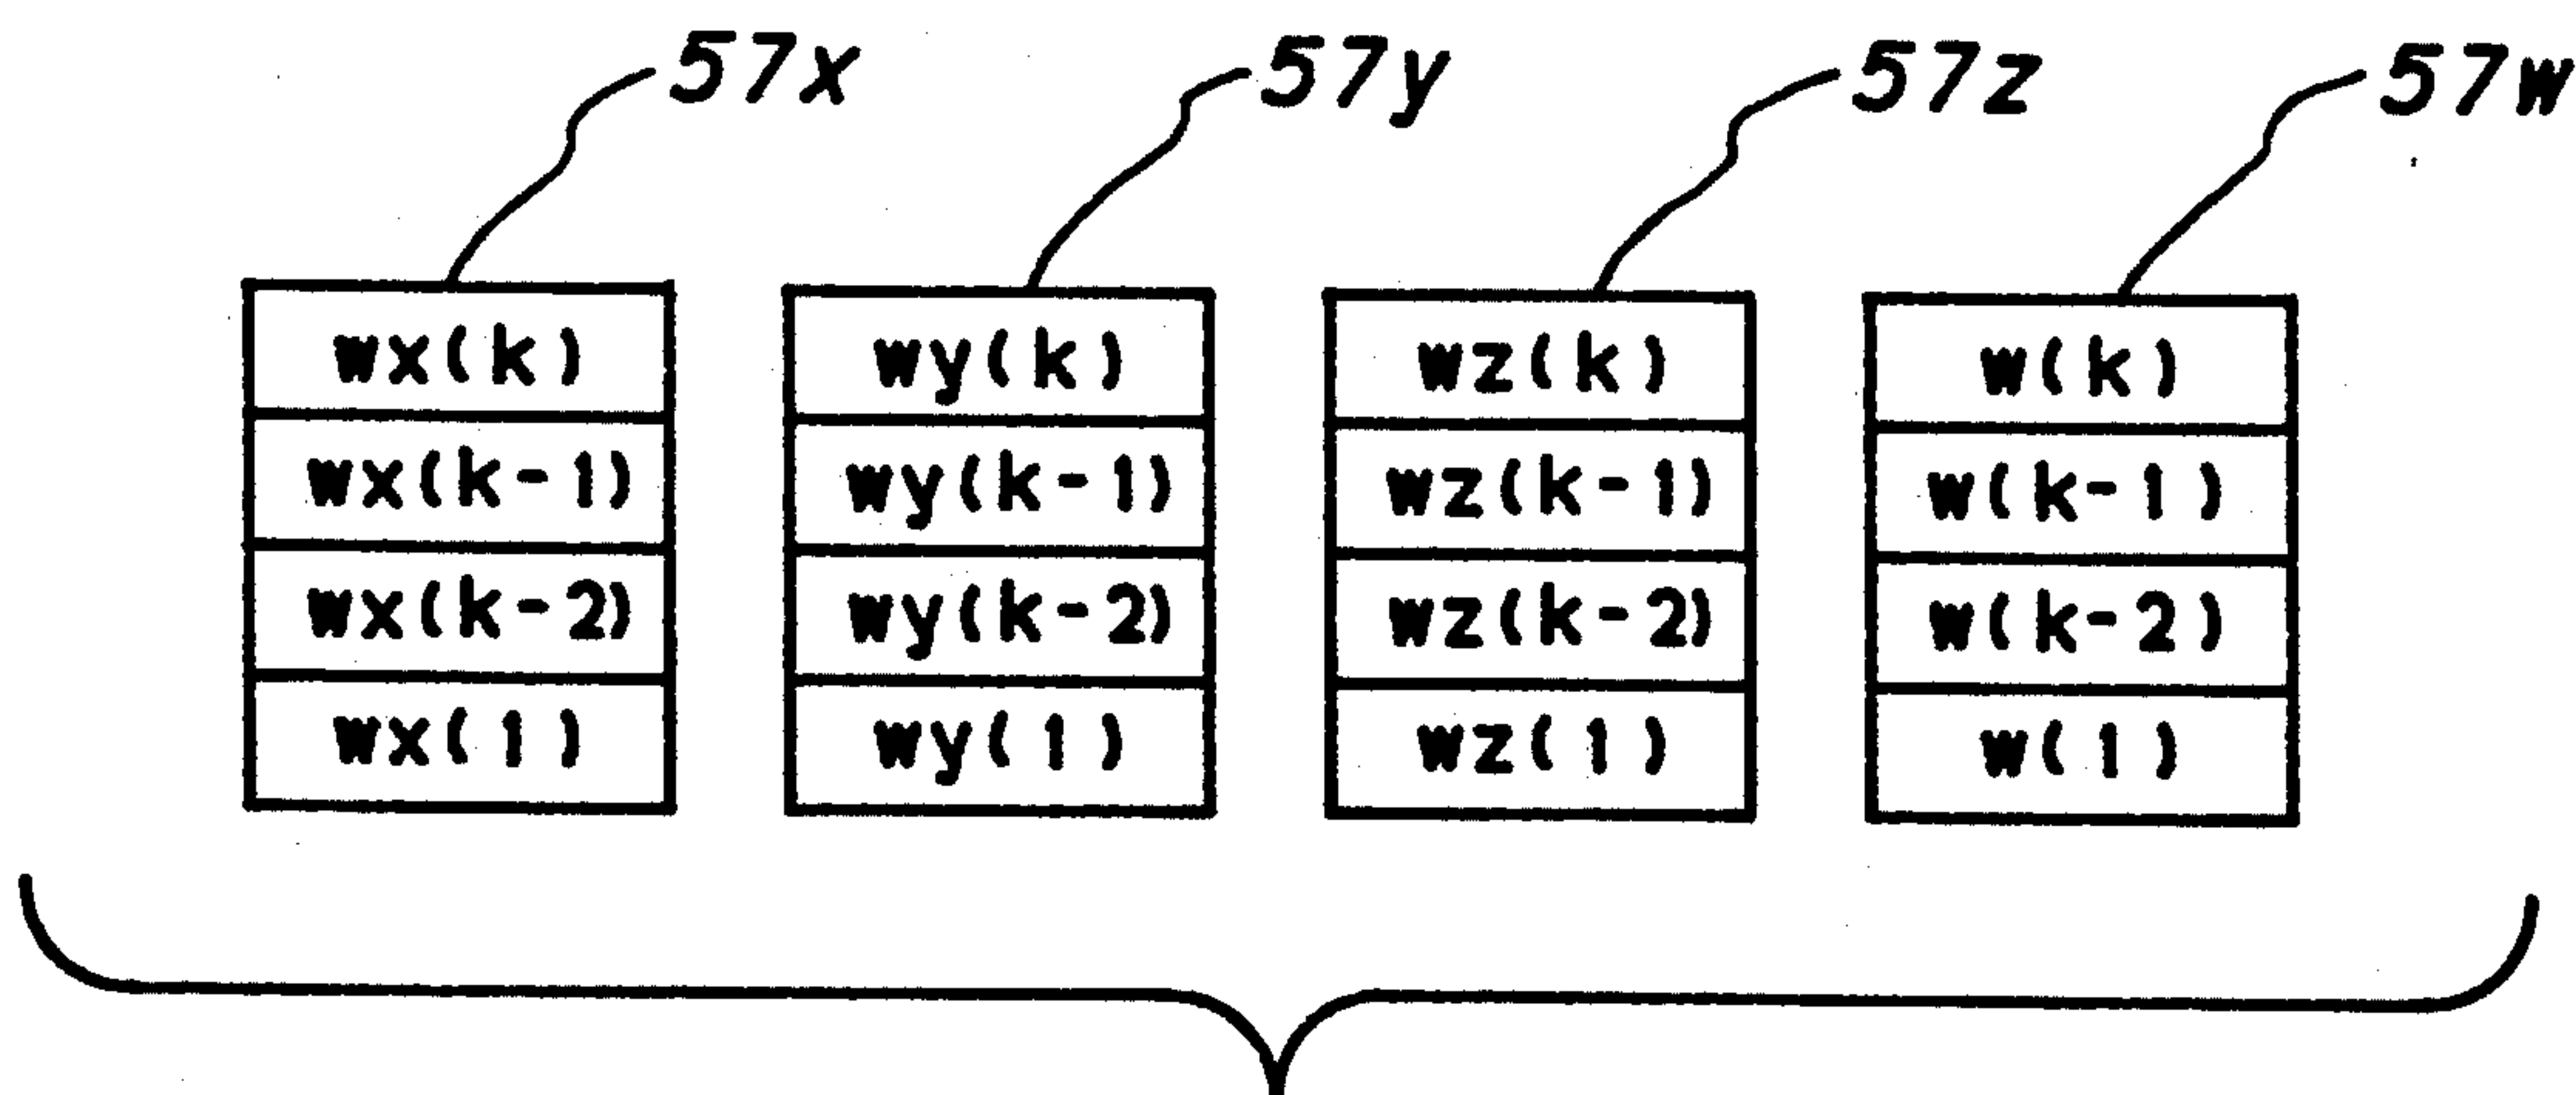 57x 57y 57z 57w
wx(k) wy(k) wz(k) w(k)
wx(k-1) wy(k-1) wz(k-1) w(k-1)
wx(k-2) wy(k-2) wz(k-2) w(k-2)
wx(1) wy(1) wz(1) w(1)